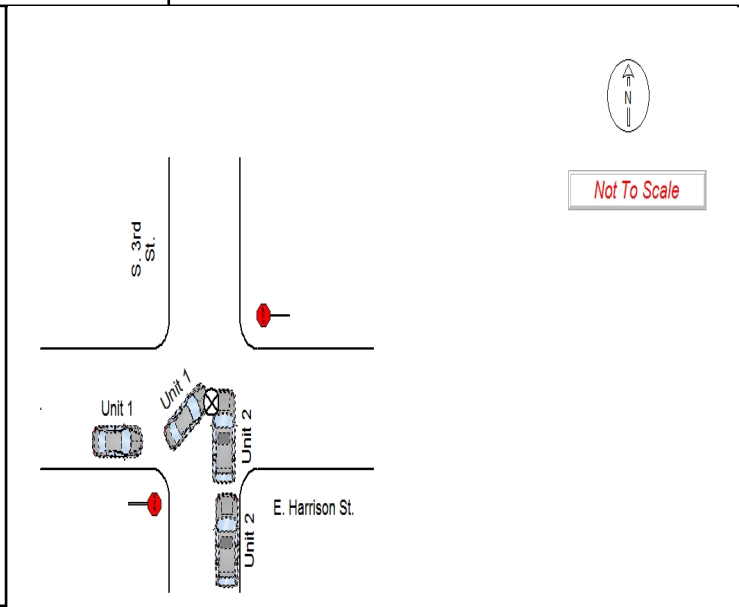 N
Not To Scale
S. 3rd
St.
Unit 1
Unit 1
Unit 2
E. Harrison St.
Unit 2